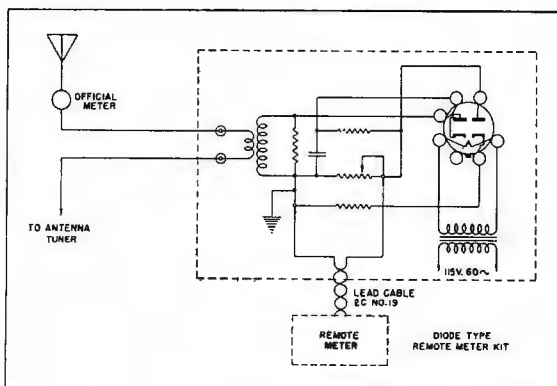 OFFICIAL
METER
TO ANTENNA
TUNER
115V. 60~
LEAD CABLE
2C NO.19
REMOTE
METER
DIODE TYPE
REMOTE METER KIT